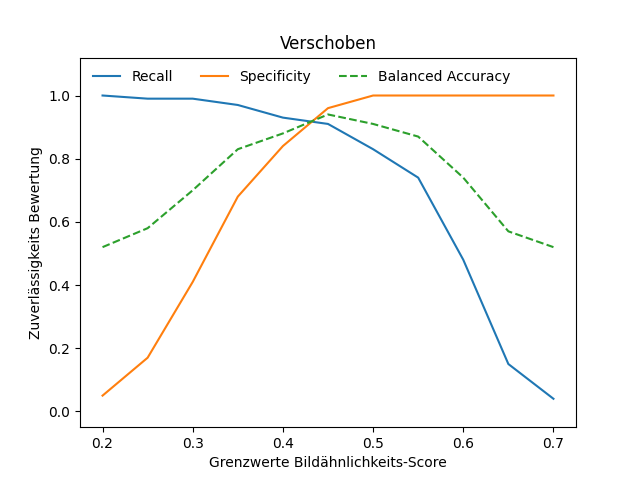 Verschoben
Recall Specificity Balanced Accuracy
Zuverlässigkeits Bewertung
1.0
0.8
0.6
0.4
0.2
0.0
0.2 0.3 0.4 0.5 0.6 0.7
Grenzwerte Bildähnlichkeits-Score